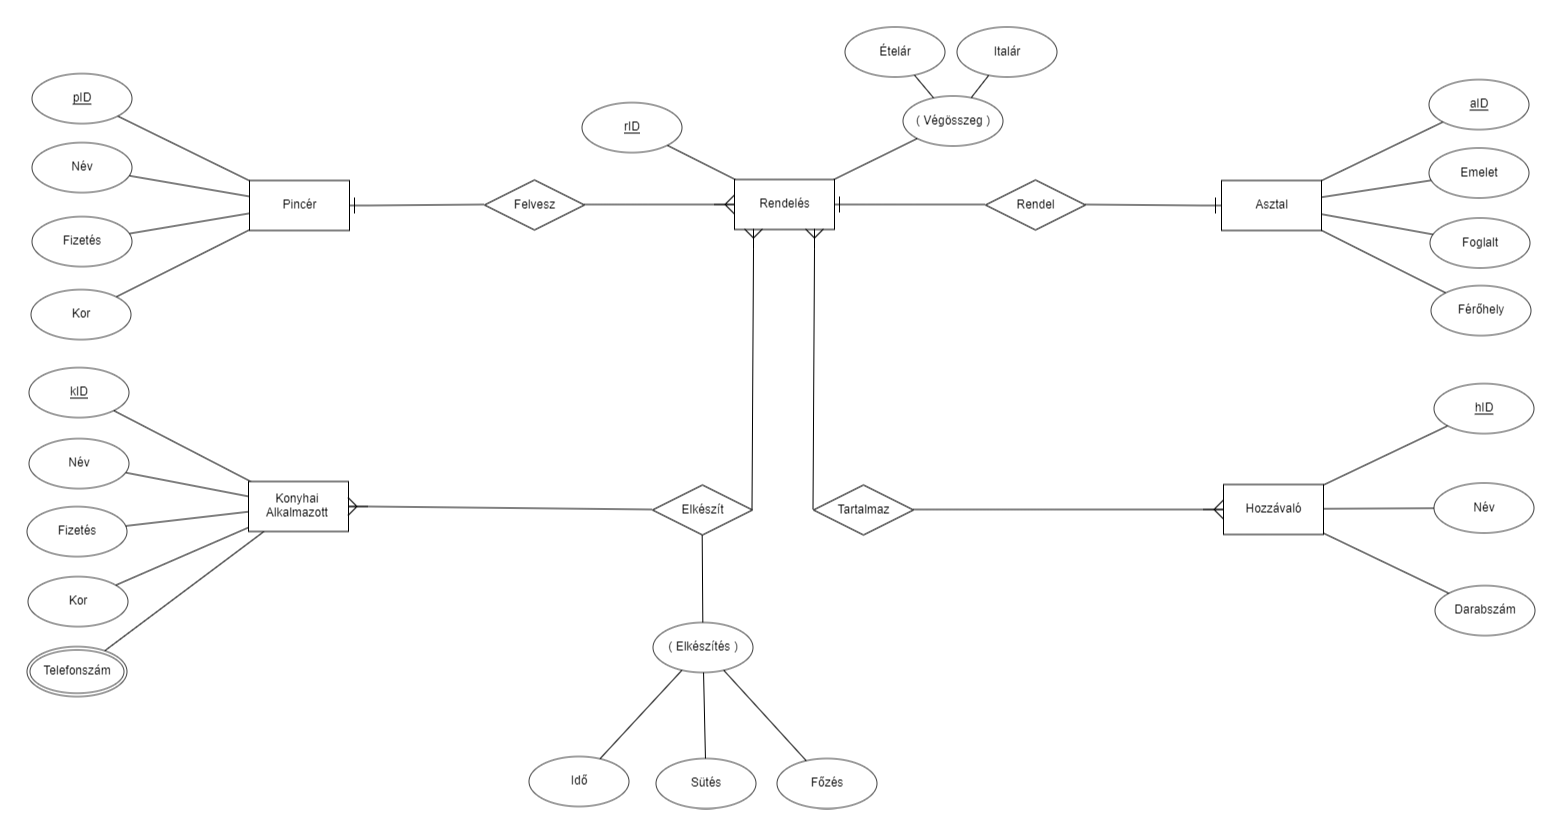 Ételár
Italár
pID
rID
( Végösszeg )
aID
Név
Emelet
Pincér
Felvesz
Rendelés
Rendel
Asztal
Fizetés
Foglalt
Kor
Férőhely
kID
hID
Név
Konyhai
Alkalmazott
Elkészít
Tartalmaz
Hozzávaló
Név
Fizetés
Kor
Darabszám
Telefonszám
( Elkészítés )
Idő
Sütés
Főzés